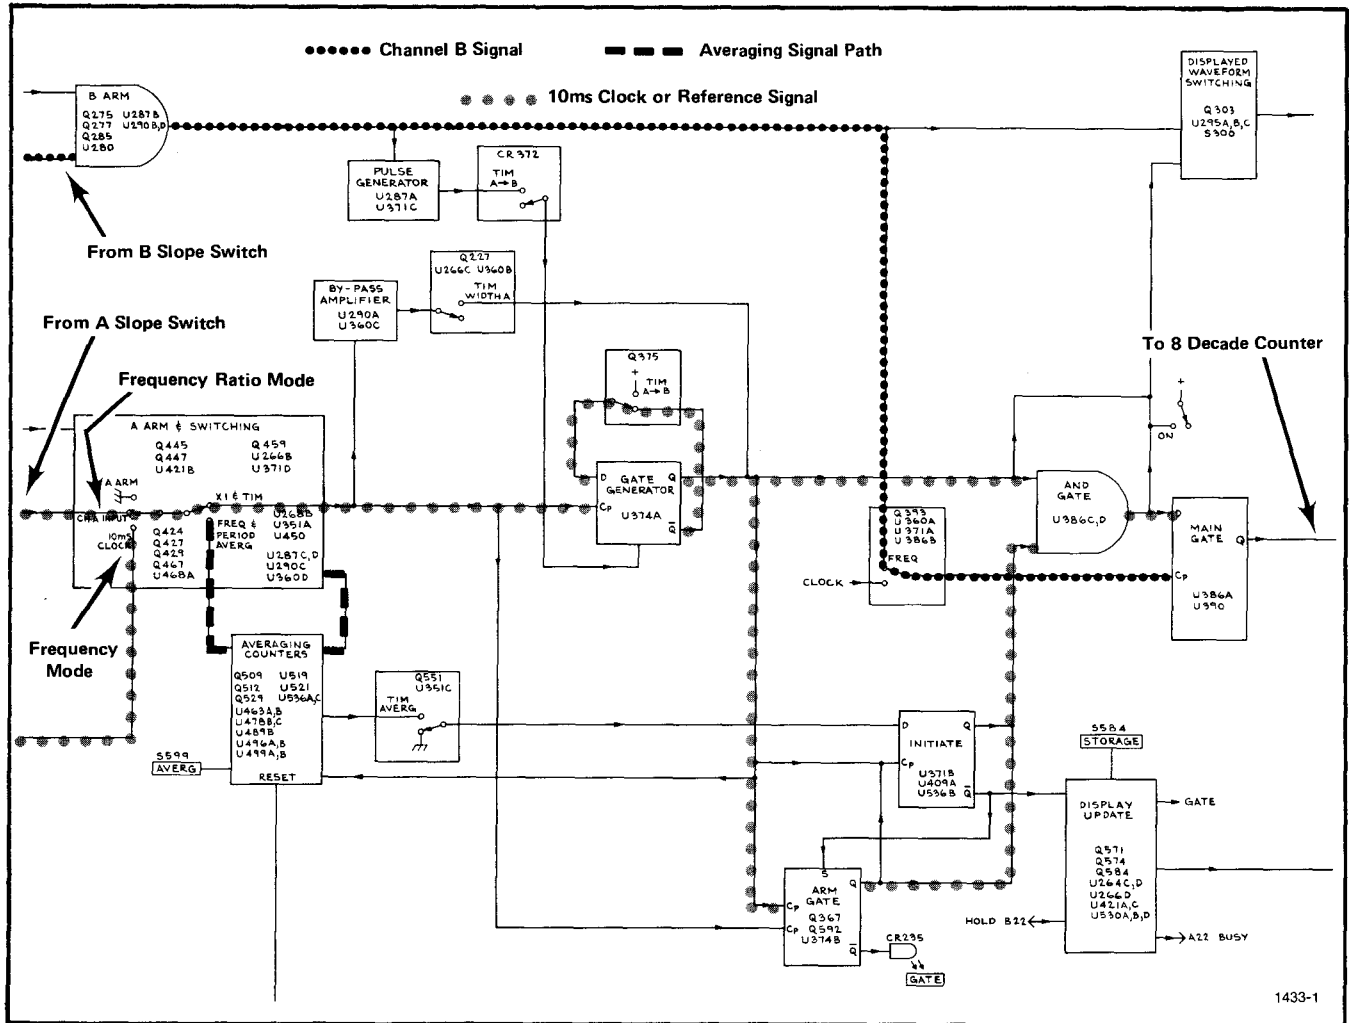 Channel B Signal
Averaging Signal Path
10ms Clock or Reference Signal
DISPLAYED
WAVEFORM
SWITCHING
Q303
U295A,B,C
S300
B ARM
Q275 U287B
Q277 U290B,D
Q285
U280
From B Slope Switch
PULSE
GENERATOR
U287A
U371C
CR372
TIM
A→B
Q227
U266C U360B
TIM
WIDTHA
BY-PASS
AMPLIFIER
U290A
U360C
From A Slope Switch
Frequency Ratio Mode
To 8 Decade Counter
Q375
+
TIM
A→B
+
ON
A ARM & SWITCHING
Q445 Q459
Q447 U266B
U421B U371D
A ARM
X1 & TIM
CH A INPUT
10ms
CLOCK
Q424
Q427
Q429
Q467
U468A
FREQ &
PERIOD
AVERG
U268B
U351A
U450
U287C,D
U290C
U360D
D GATE Q
GENERATOR
Cp
U374A
Q̅
AND
GATE
U386C,D
Q393
U360A
U371A
U386B
FREQ
CLOCK
D
MAIN
GATE
Q
Cp
U386A
U390
Frequency
Mode
AVERAGING
COUNTERS
Q509 U519
Q512 U521
Q529 U536A,C
U463A,B
U478B,C
U489B
U496A,B
U499A,B
RESET
S599
AVERG
Q551
U351C
TIM
AVERG
D Q
INITIATE
Cp
U371B
U409A
U536B Q̅
S584
STORAGE
DISPLAY
UPDATE
Q571
Q574
Q584
U264C,D
U266D
U421A,C
U530A,B,D
GATE
HOLD B22
A22 BUSY
S
ARM
GATE
Q
Cp
Q367
Cp
Q592
U374B
Q̅
CR235
GATE
1433-1